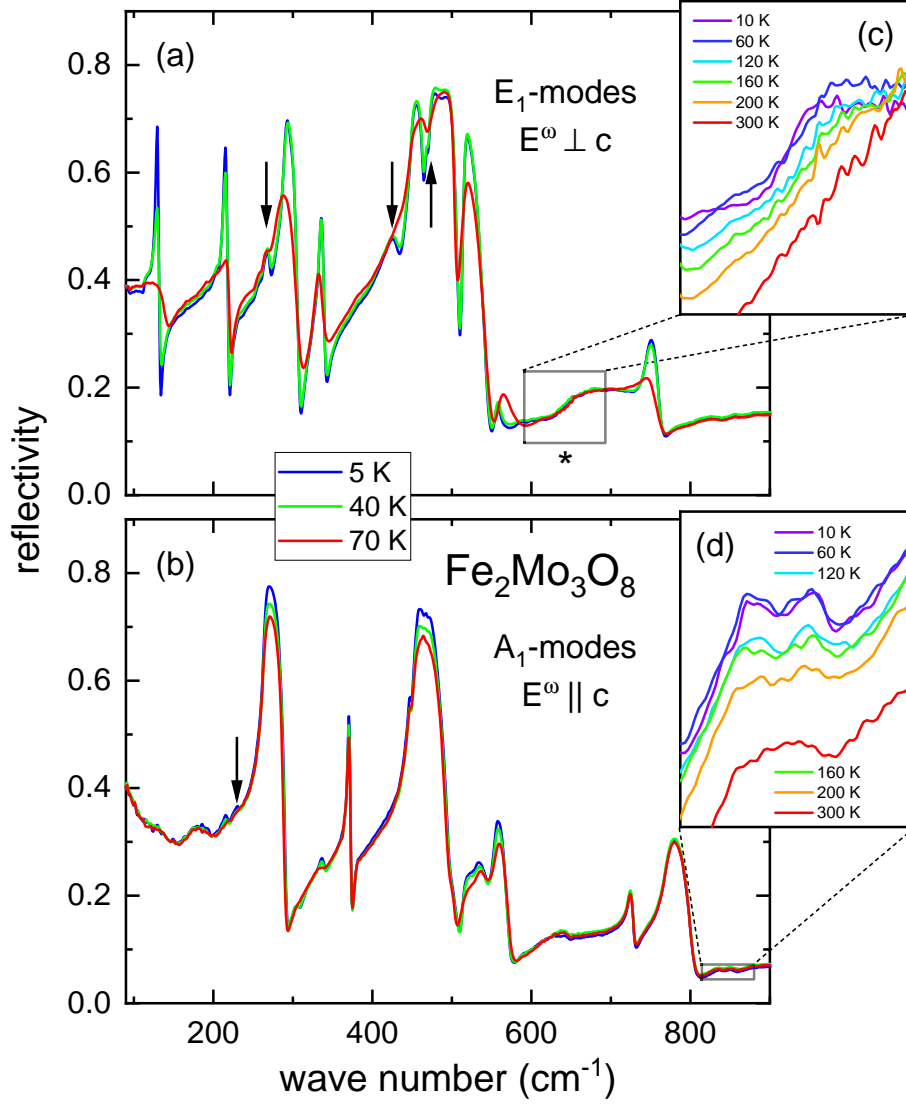 (a)
E₁-modes
E^ω ⊥ c
0.8
0.6
0.4
0.2
0.0
*
(c)
10 K
60 K
120 K
160 K
200 K
300 K
reflectivity
5 K
40 K
70 K
(b)
Fe₂Mo₃O₈
A₁-modes
E^ω || c
0.8
0.6
0.4
0.2
0.0
(d)
10 K
60 K
120 K
160 K
200 K
300 K
200
400
600
800
wave number (cm⁻¹)